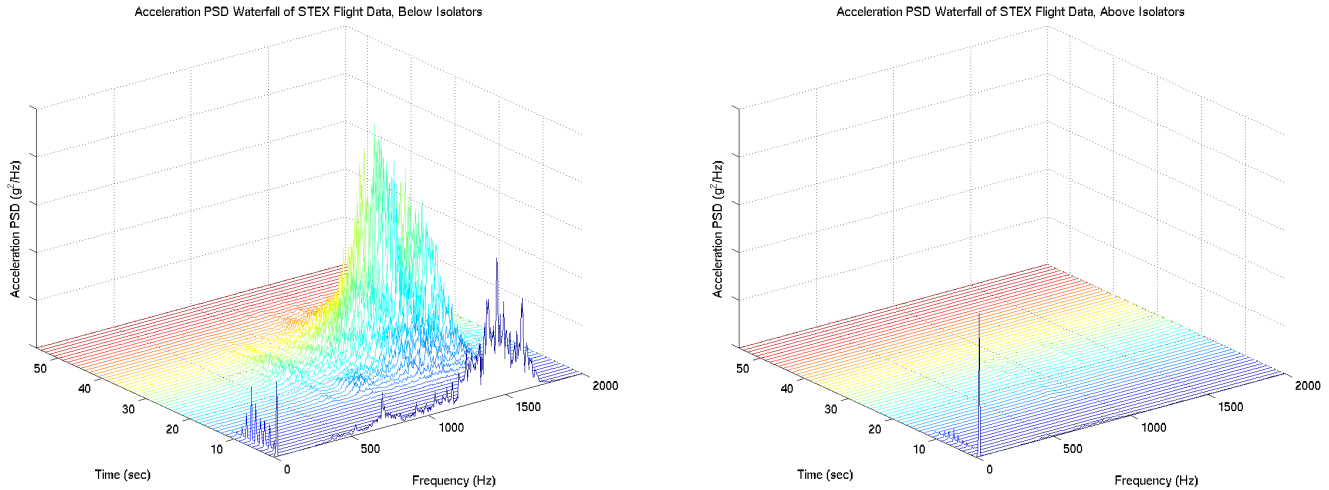 Acceleration PSD Waterfall of STEX Flight Data, Below Isolators
Acceleration PSD (g²/Hz)
50
40
30
20
10
0
500
1000
1500
2000
Time (sec)
Frequency (Hz)
Acceleration PSD Waterfall of STEX Flight Data, Above Isolators
Acceleration PSD (g²/Hz)
50
40
30
20
10
0
500
1000
1500
2000
Time (sec)
Frequency (Hz)